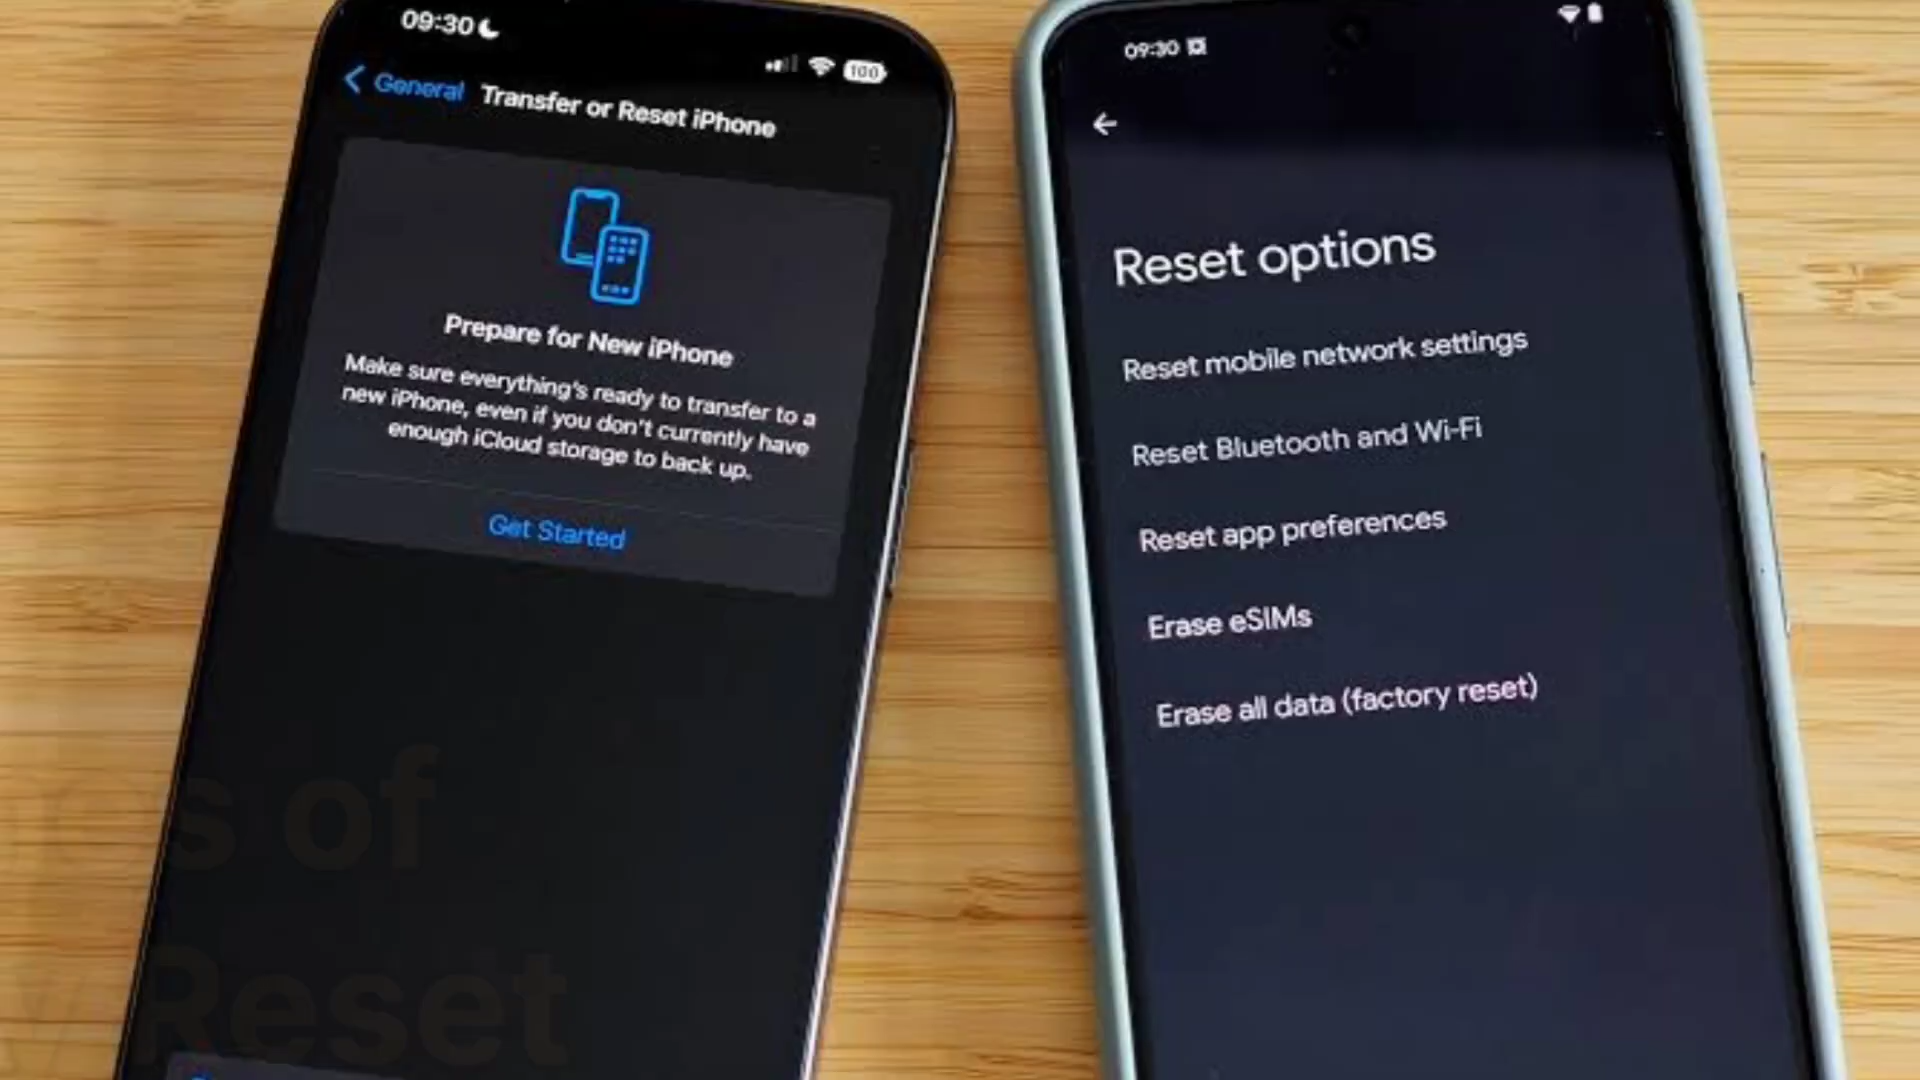 09:30
100
General Transfer or Reset iPhone
Prepare for New iPhone
Make sure everything's ready to transfer to a
new iPhone, even if you don't currently have
enough iCloud storage to back up.
Get Started
09:30
Reset options
Reset mobile network settings
Reset Bluetooth and Wi-Fi
Reset app preferences
Erase eSIMs
Erase all data (factory reset)
of
Reset